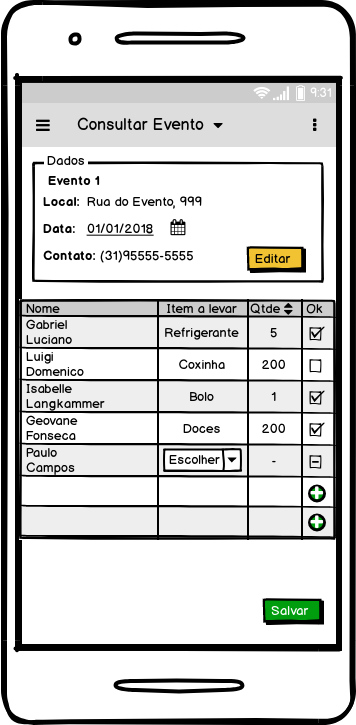 9:31
Consultar Evento
Dados
Evento 1
Local: Rua do Evento, 999
Data: 01/01/2018
Contato: (31)95555-5555
Editar
Nome Item a levar Qtde Ok
Gabriel
Luciano
Refrigerante 5
Luigi
Domenico
Coxinha 200
Isabelle
Langkammer
Bolo 1
Geovane
Fonseca
Doces 200
Paulo
Campos
Escolher -
Salvar